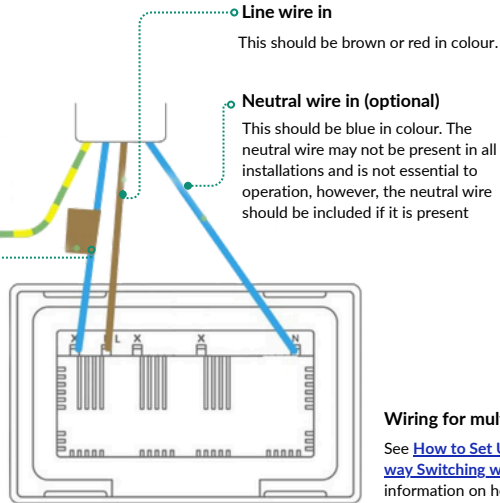 Line wire in
This should be brown or red in colour.
Neutral wire in (optional)
This should be blue in colour. The
neutral wire may not be present in all
installations and is not essential to
operation, however, the neutral wire
should be included if it is present
X L X X N
Wiring for mul
See How to Set U
way Switching w
information on h